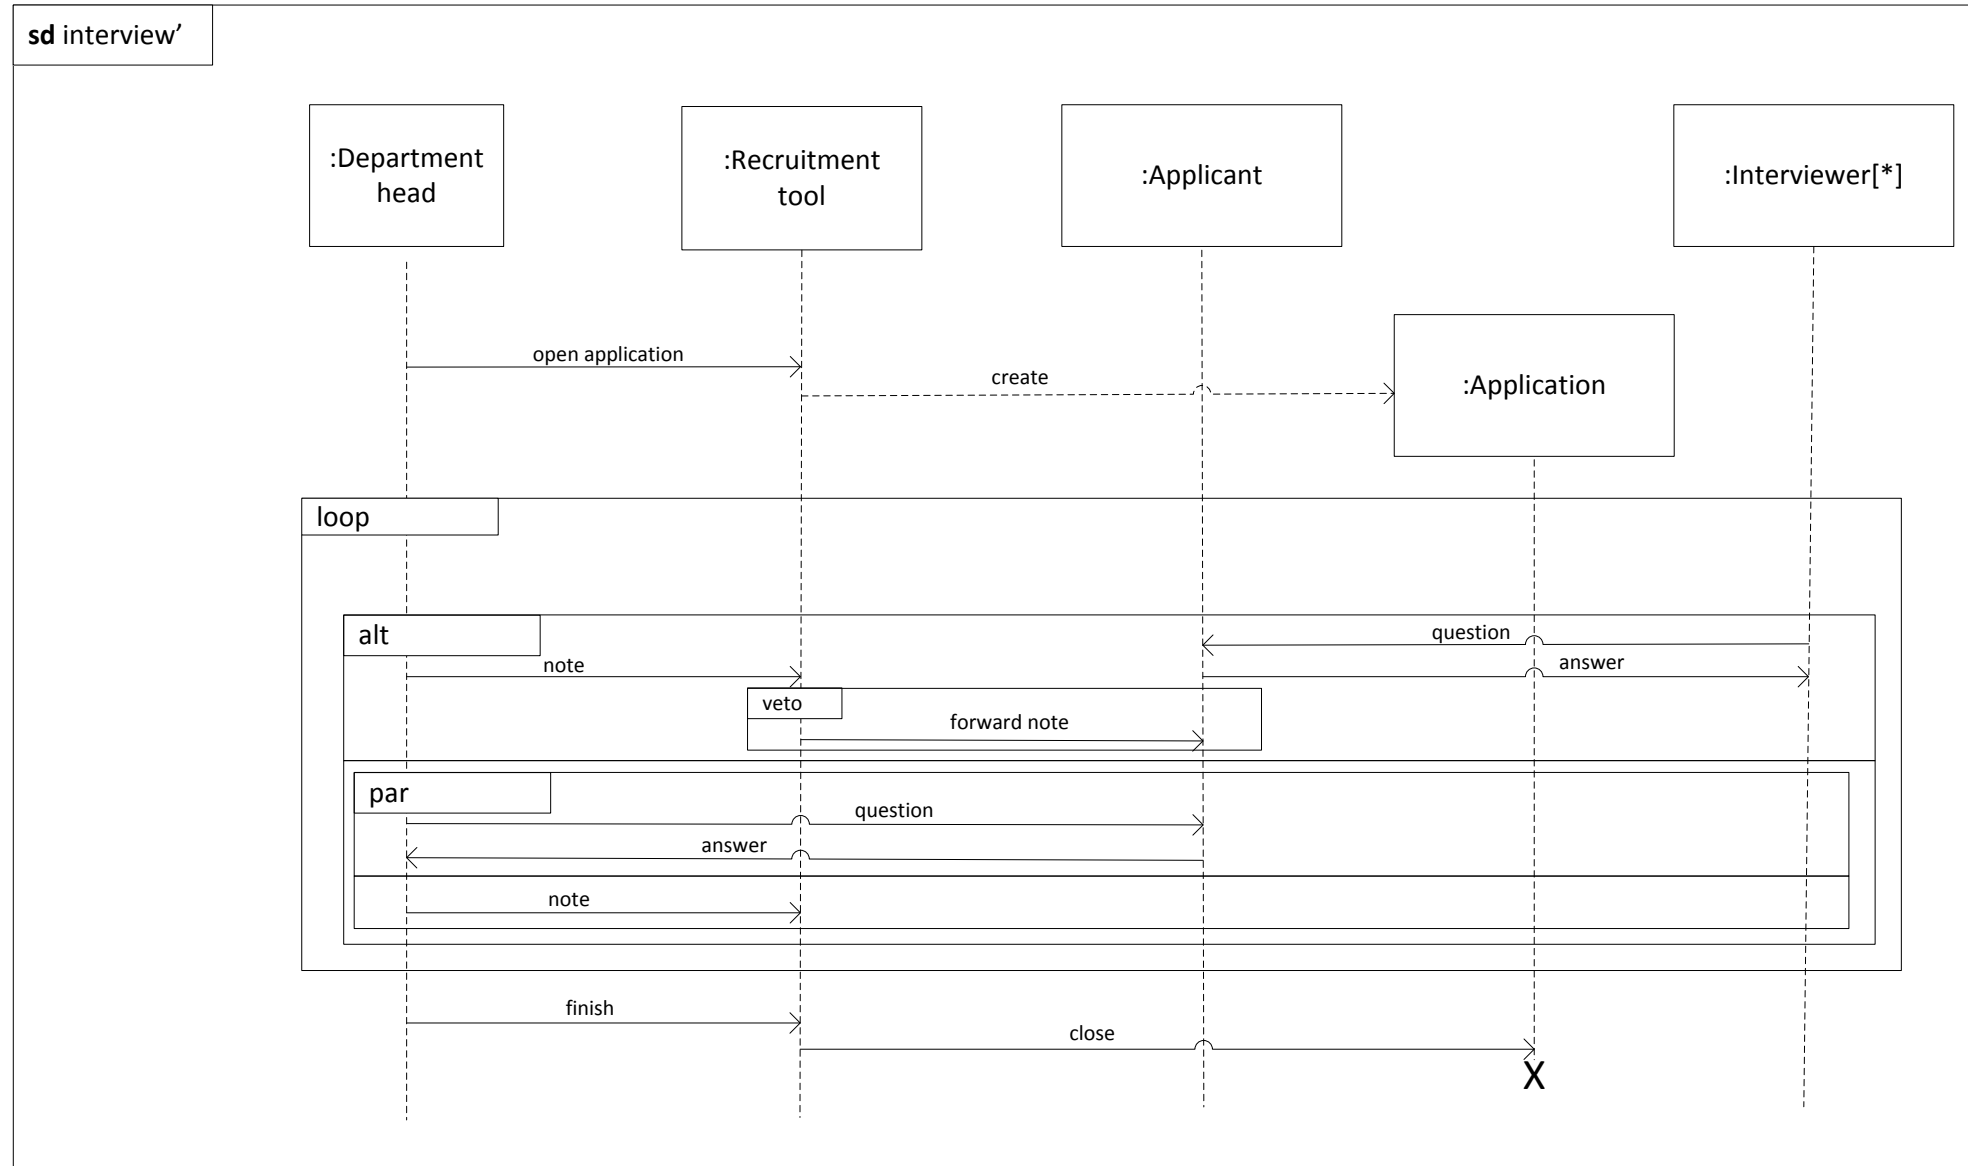 sd interview’
:Department
head
:Recruitment
tool
:Applicant
:Interviewer[*]
open application
create
:Application
loop
alt
question
note
answer
veto
forward note
par
question
answer
note
finish
close
X